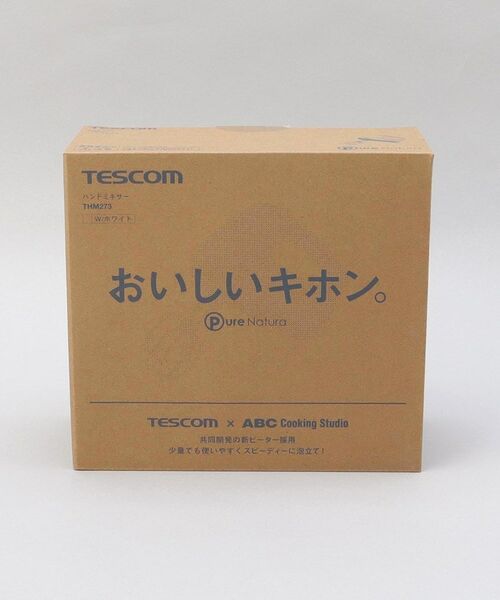 TESCOM
Pure Natura
TESCOM
ハンドミキサー
THM273
W/ホワイト
おいしいキホン。
Pure Natura
TESCOM × ABC Cooking Studio
共同開発の新ビーター採用
少量でも使いやすくスピーディーに泡立て!